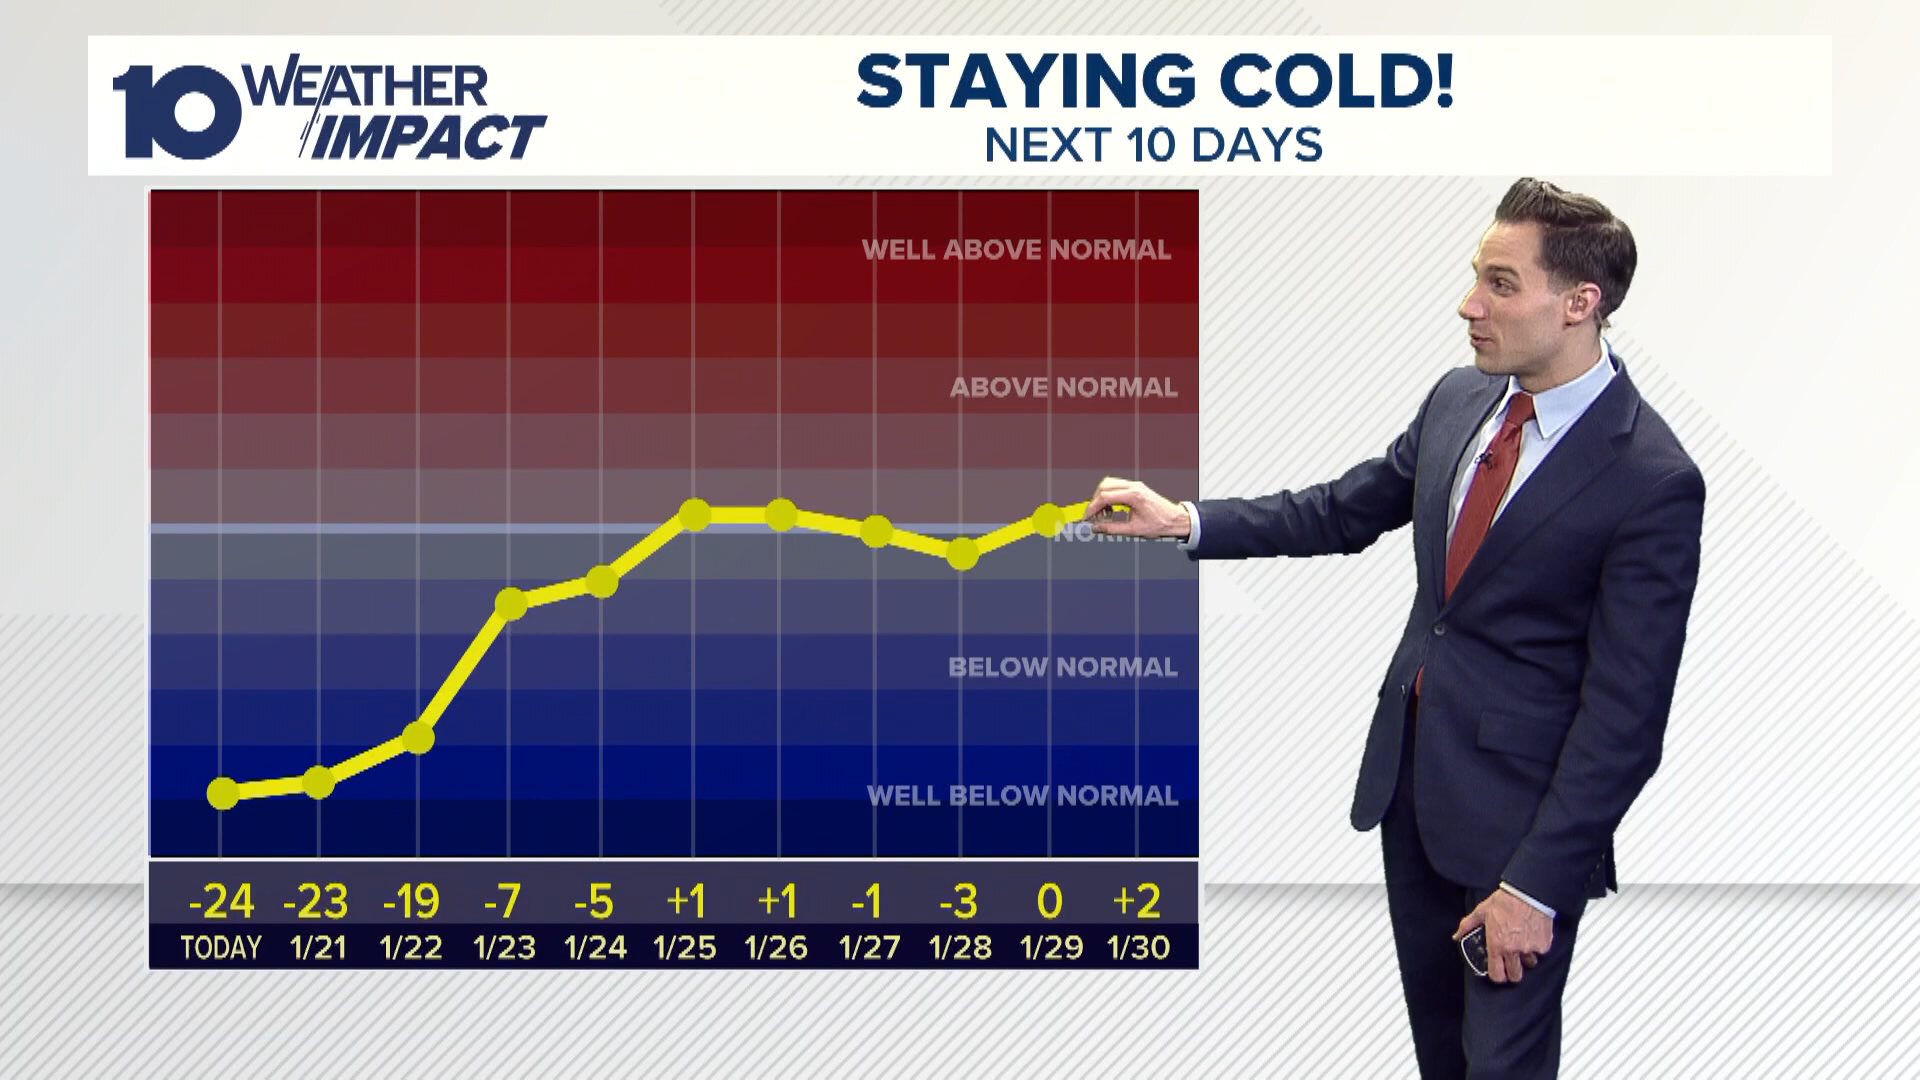 10 WEATHER
IMPACT
STAYING COLD!
NEXT 10 DAYS
WELL ABOVE NORMAL
ABOVE NORMAL
NORMAL
BELOW NORMAL
WELL BELOW NORMAL
-24 -23 -19 -7 -5 +1 +1 -1 -3 0 +2
TODAY 1/21 1/22 1/23 1/24 1/25 1/26 1/27 1/28 1/29 1/30